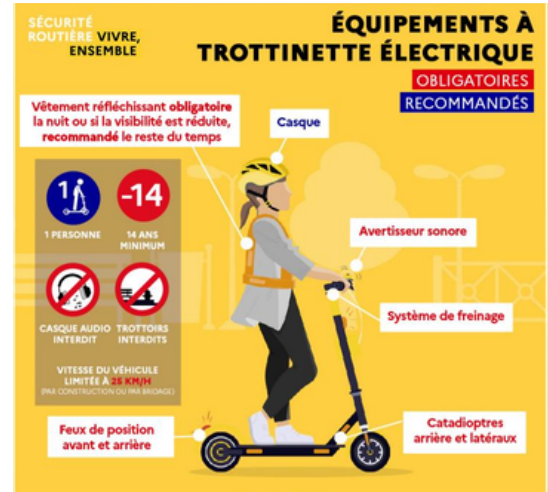 SÉCURITÉ
ROUTIÈRE VIVRE,
ENSEMBLE
ÉQUIPEMENTS À
TROTTINETTE ÉLECTRIQUE
OBLIGATOIRES
RECOMMANDÉS
Vêtement réfléchissant obligatoire
la nuit ou si la visibilité est réduite,
recommandé le reste du temps
Casque
1
-14
1 PERSONNE
14 ANS
MINIMUM
Avertisseur sonore
CASQUE AUDIO
INTERDIT
TROTTOIRS
INTERDITS
Système de freinage
VITESSE DU VÉHICULE
LIMITÉE À 25 KM/H
(PAR CONSTRUCTION OU PAR BRIDAGE)
Feux de position
avant et arrière
Catadioptres
arrière et latéraux